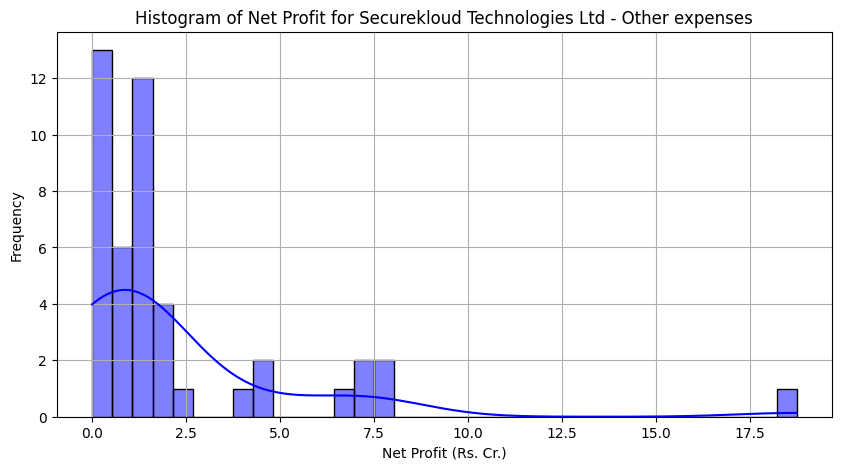 Histogram of Net Profit for Securekloud Technologies Ltd - Other expenses
12
10
8
6
4
2
0
Frequency
0.0 2.5 5.0 7.5 10.0 12.5 15.0 17.5
Net Profit (Rs. Cr.)